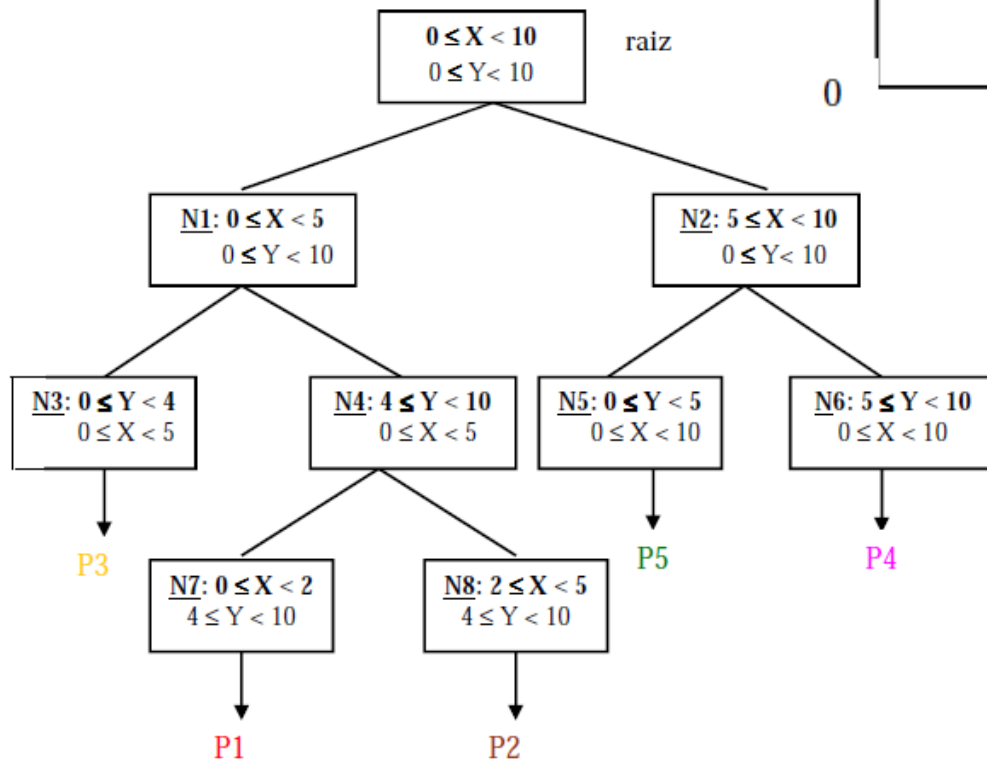 0 ≤ X < 10
0 ≤ Y< 10
raiz
0
N1: 0 ≤ X < 5
0 ≤ Y < 10
N2: 5 ≤ X < 10
0 ≤ Y< 10
N3: 0 ≤ Y < 4
0 ≤ X < 5
N4: 4 ≤ Y < 10
0 ≤ X < 5
N5: 0 ≤ Y < 5
0 ≤ X < 10
N6: 5 ≤ Y < 10
0 ≤ X < 10
P3
P5
P4
N7: 0 ≤ X < 2
4 ≤ Y < 10
N8: 2 ≤ X < 5
4 ≤ Y < 10
P1
P2